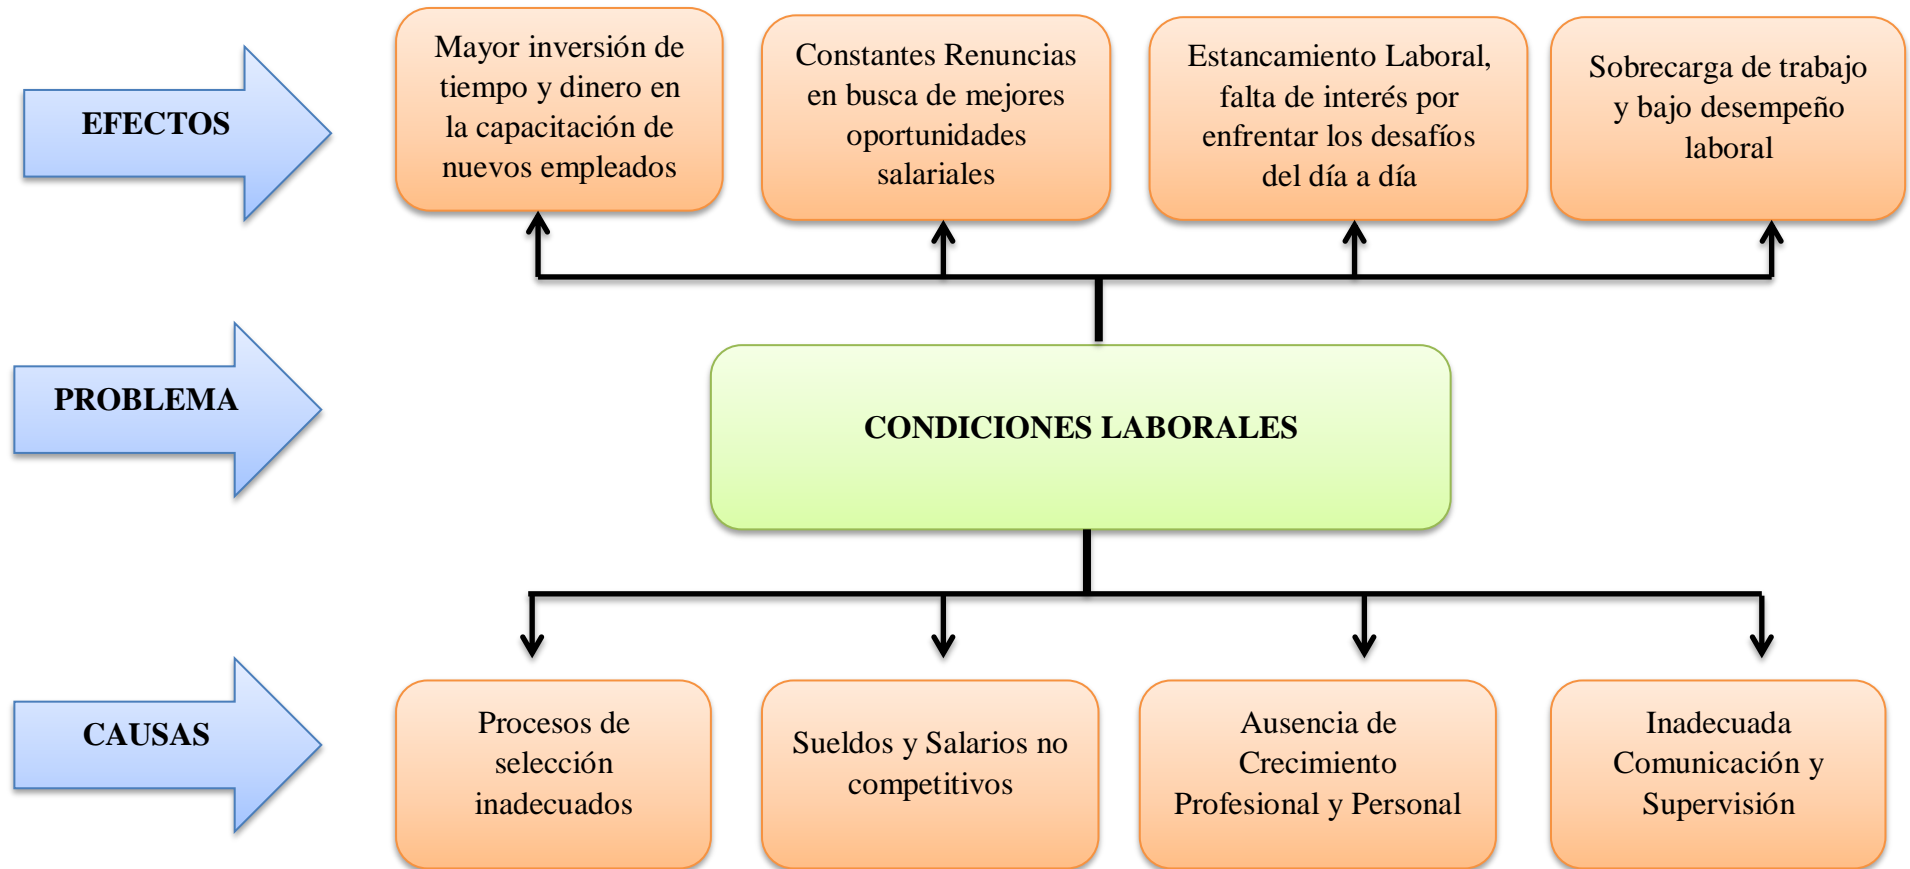 EFECTOS
Mayor inversión de
tiempo y dinero en
la capacitación de
nuevos empleados
Constantes Renuncias
en busca de mejores
oportunidades
salariales
Estancamiento Laboral,
falta de interés por
enfrentar los desafíos
del día a día
Sobrecarga de trabajo
y bajo desempeño
laboral
PROBLEMA
CONDICIONES LABORALES
CAUSAS
Procesos de
selección
inadecuados
Sueldos y Salarios no
competitivos
Ausencia de
Crecimiento
Profesional y Personal
Inadecuada
Comunicación y
Supervisión